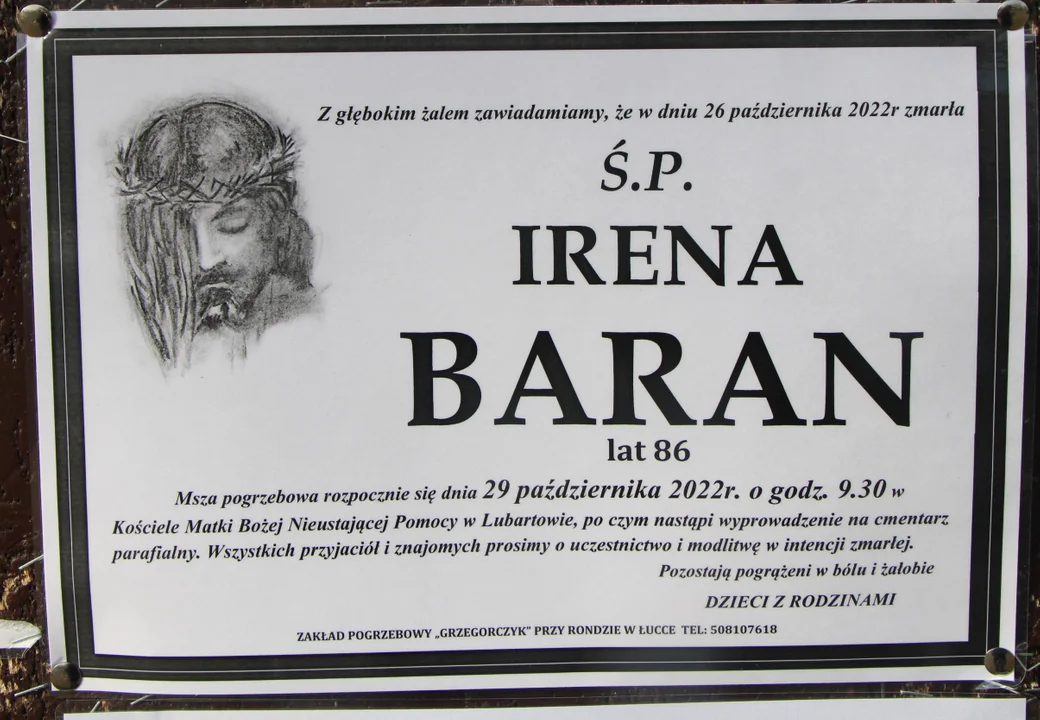 Z głębokim żalem zawiadamiamy, że w dniu 26 października 2022r zmarła
Ś.P.
IRENA
BARAN
lat 86
Msza pogrzebowa rozpocznie się dnia 29 października 2022r. o godz. 9.30 w
Kościele Matki Bożej Nieustającej Pomocy w Lubartowie, po czym nastąpi wyprowadzenie na cmentarz
parafialny. Wszystkich przyjaciół i znajomych prosimy o uczestnictwo i modlitwę w intencji zmarłej.
Pozostają pogrążeni w bólu i żałobie
DZIECI Z RODZINAMI
ZAKŁAD POGRZEBOWY „GRZEGORCZYK" PRZY RONDZIE W ŁUCCE TEL: 508107618